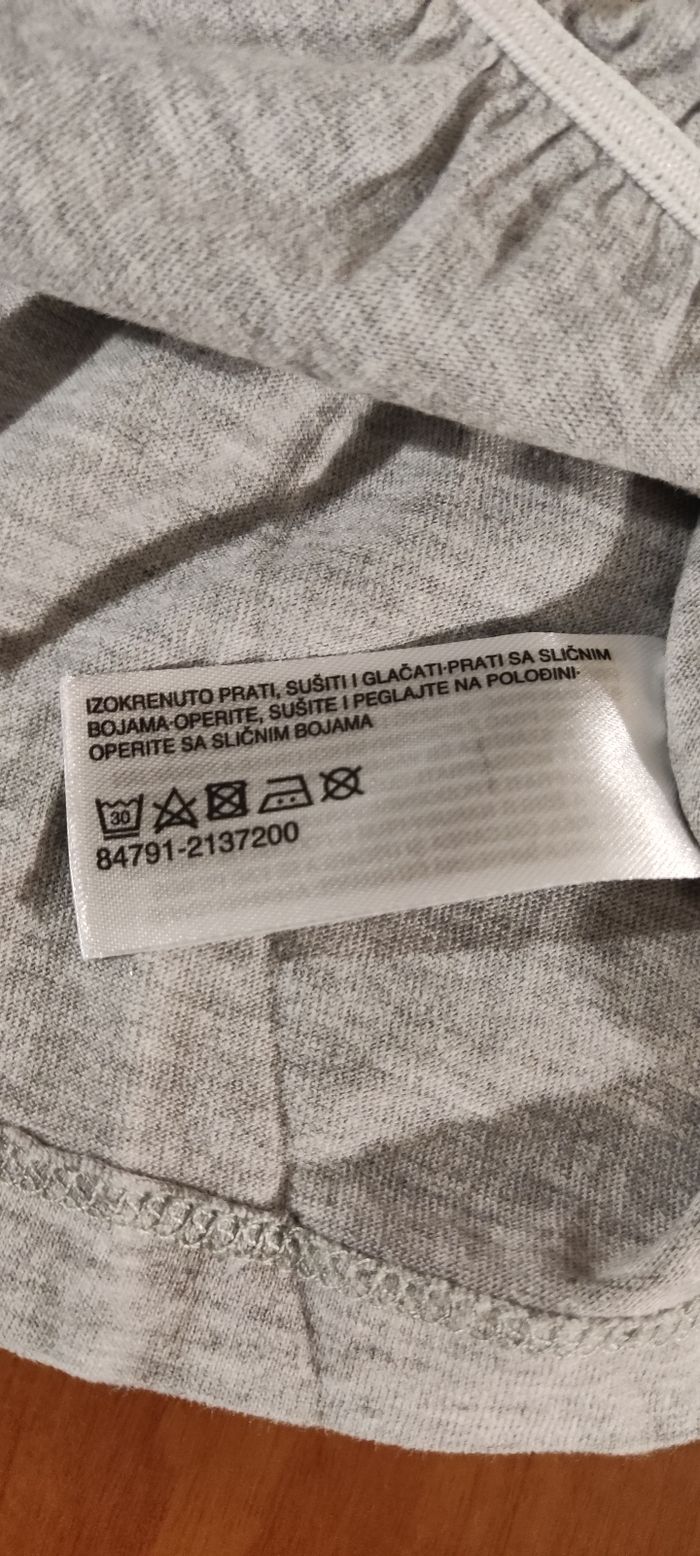 IZOKRENUTO PRATI, SUŠITI I GLAČATI·PRATI SA SLIČNIM
BOJAMA·OPERITE, SUŠITE I PEGLAJTE NA POLOĐINI·
OPERITE SA SLIČNIM BOJAMA
30
84791-2137200